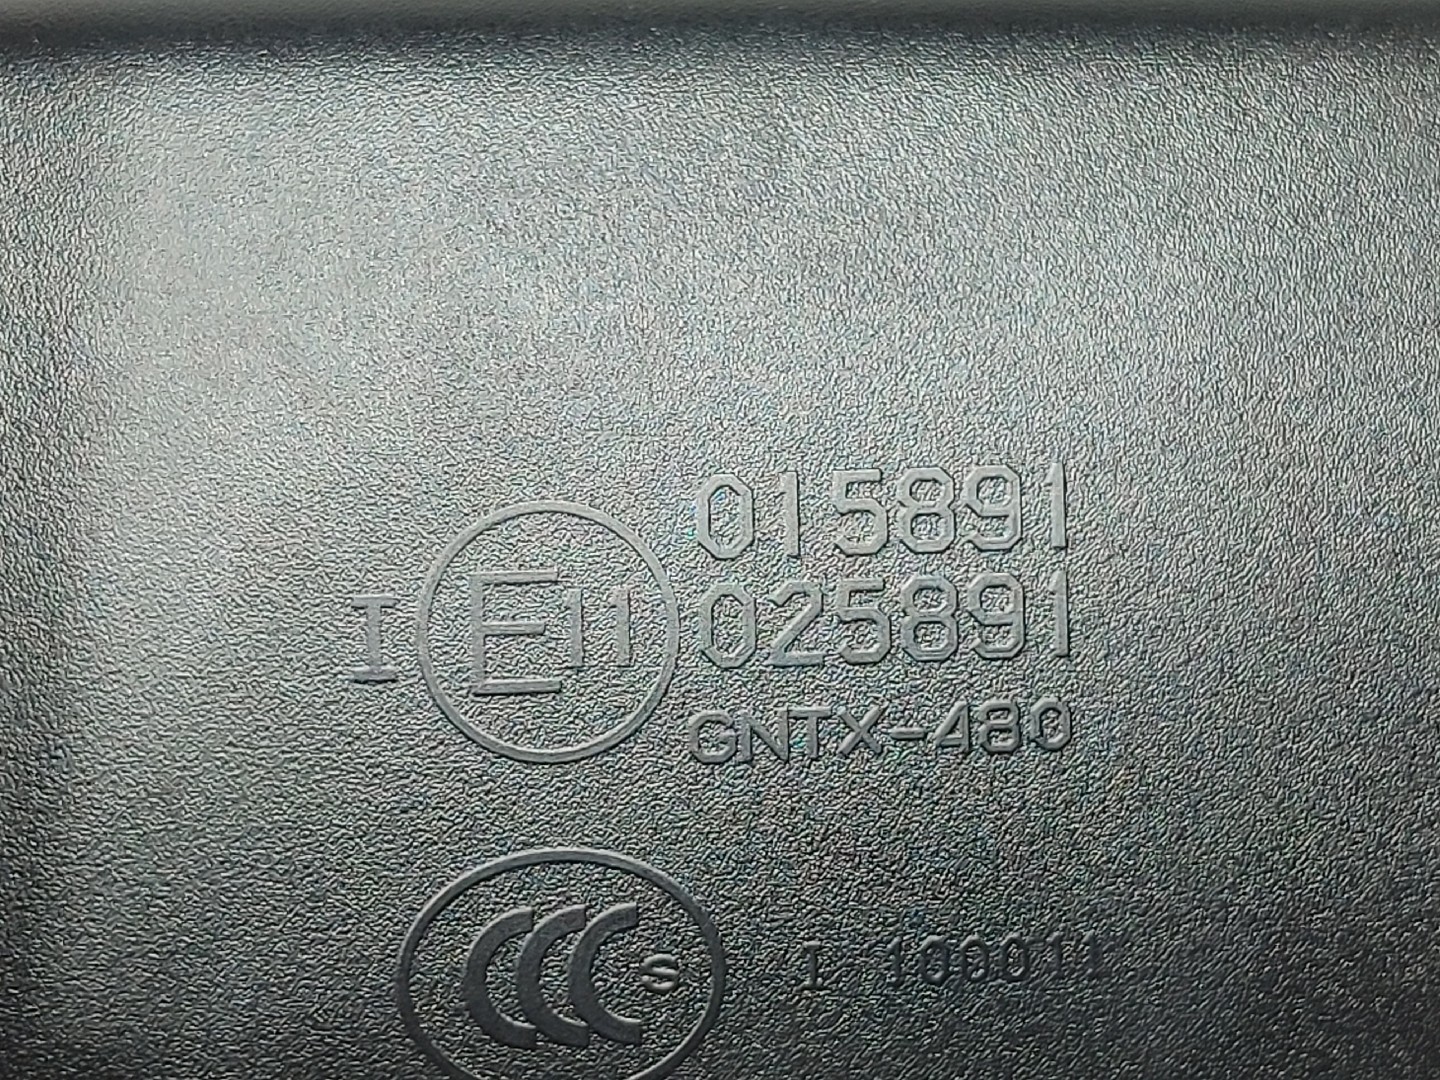 015891
I E11 025891
GNTX-480
CCC S I 100011